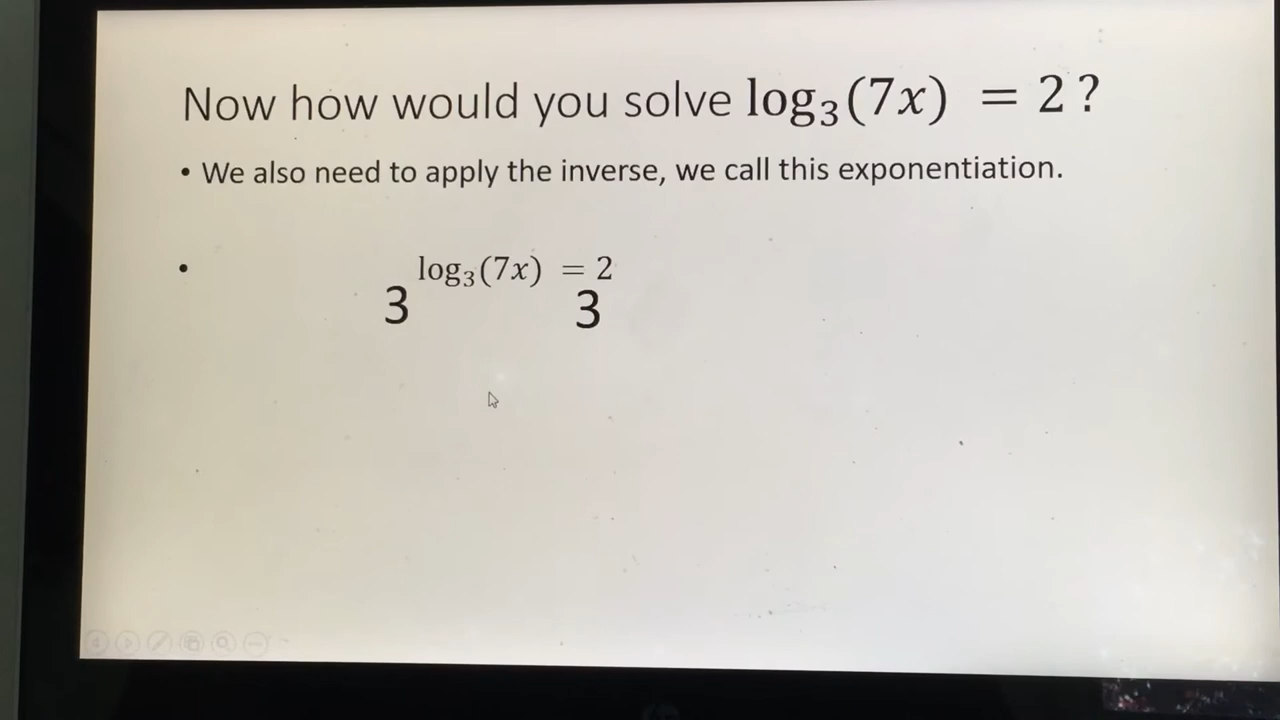 Now how would you solve log₃(7x) = 2?
• We also need to apply the inverse, we call this exponentiation.
• log₃(7x) = 2
3 3